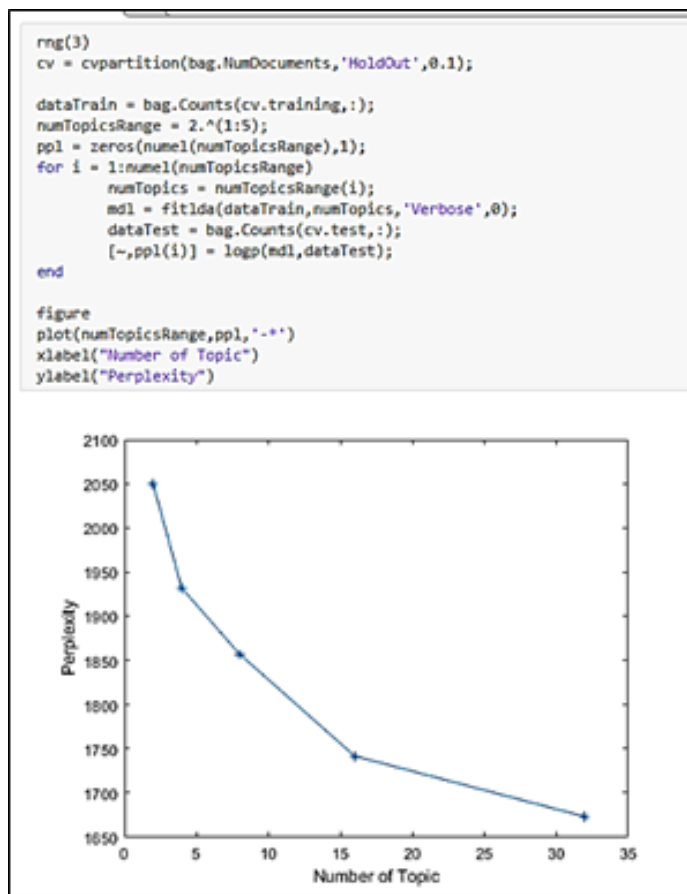 rng(3)
cv = cvpartition(bag.NumDocuments,'HoldOut',0.1);
dataTrain = bag.Counts(cv.training,:);
numTopicsRange = 2.^(1:5);
ppl = zeros(numel(numTopicsRange),1);
for i = 1:numel(numTopicsRange)
numTopics = numTopicsRange(i);
mdl = fitlda(dataTrain,numTopics,'Verbose',0);
dataTest = bag.Counts(cv.test,:);
[~,ppl(i)] = logp(mdl,dataTest);
end
figure
plot(numTopicsRange,ppl,'-*')
xlabel("Number of Topic")
ylabel("Perplexity")
2100
2050
2000
1950
1900
1850
1800
1750
1700
1650
Perplexity
0 5 10 15 20 25 30 35
Number of Topic